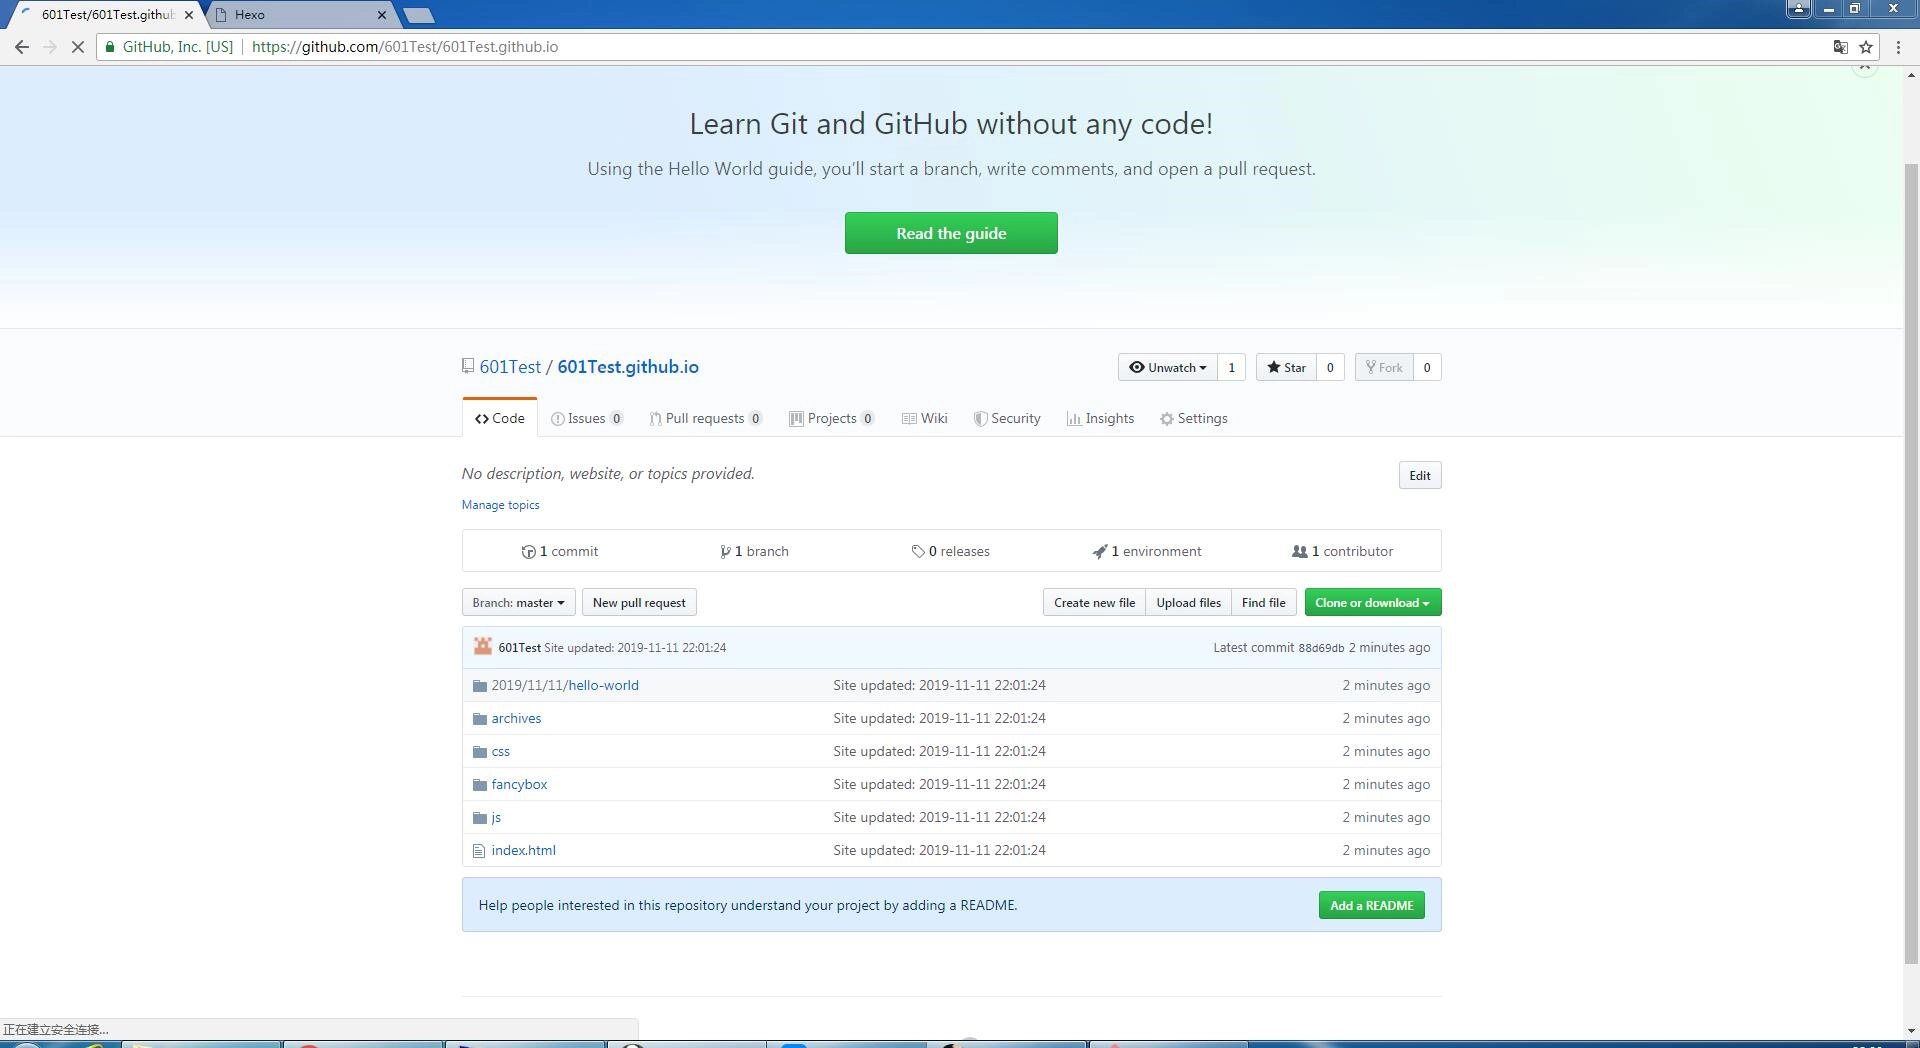 601Test/601Test.github
Hexo
GitHub, Inc. [US] https://github.com/601Test/601Test.github.io
Learn Git and GitHub without any code!
Using the Hello World guide, you’ll start a branch, write comments, and open a pull request.
Read the guide
601Test / 601Test.github.io
Unwatch 1 Star 0 Fork 0
Code Issues 0 Pull requests 0 Projects 0 Wiki Security Insights Settings
No description, website, or topics provided.
Edit
Manage topics
1 commit 1 branch 0 releases 1 environment 1 contributor
Branch: master New pull request Create new file Upload files Find file Clone or download
601Test Site updated: 2019-11-11 22:01:24 Latest commit 88d69db 2 minutes ago
2019/11/11/hello-world Site updated: 2019-11-11 22:01:24 2 minutes ago
archives Site updated: 2019-11-11 22:01:24 2 minutes ago
css Site updated: 2019-11-11 22:01:24 2 minutes ago
fancybox Site updated: 2019-11-11 22:01:24 2 minutes ago
js Site updated: 2019-11-11 22:01:24 2 minutes ago
index.html Site updated: 2019-11-11 22:01:24 2 minutes ago
Help people interested in this repository understand your project by adding a README. Add a README
正在建立安全连接...